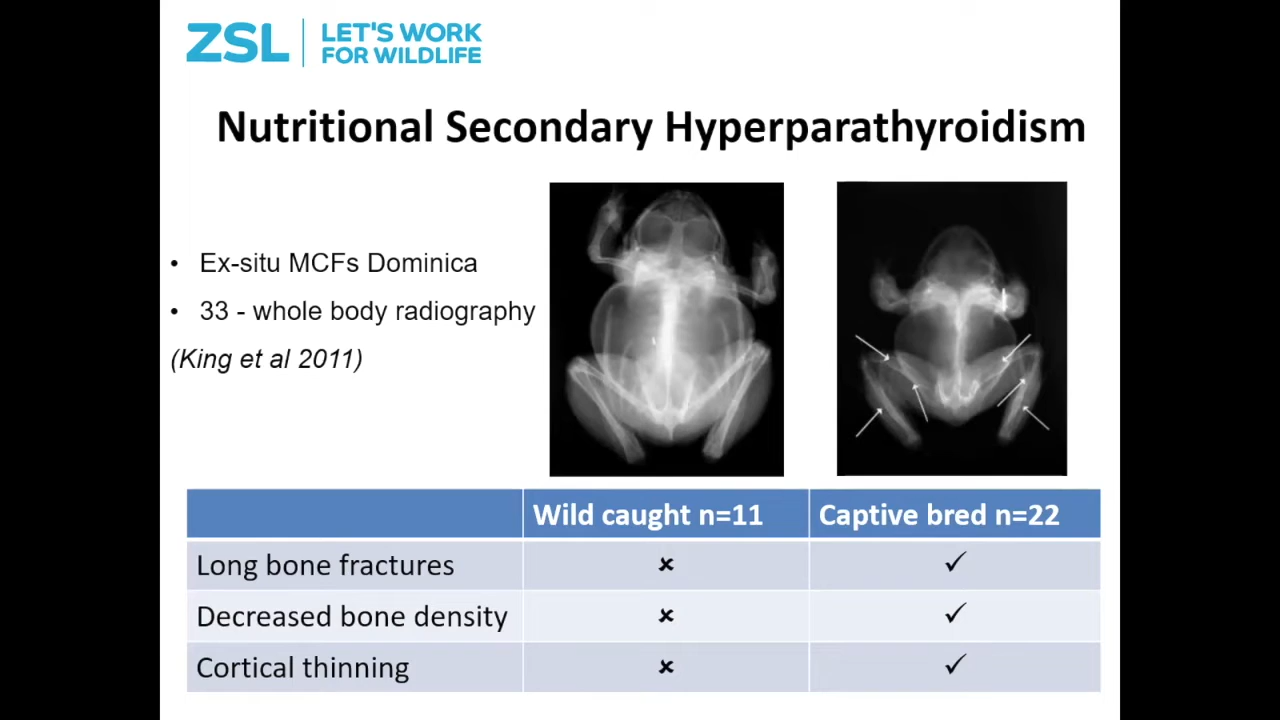 ZSL
LET'S WORK
FOR WILDLIFE
Nutritional Secondary Hyperparathyroidism
• Ex-situ MCFs Dominica
• 33 - whole body radiography
(King et al 2011)
Wild caught n=11 Captive bred n=22
Long bone fractures ✘ ✓
Decreased bone density ✘ ✓
Cortical thinning ✘ ✓